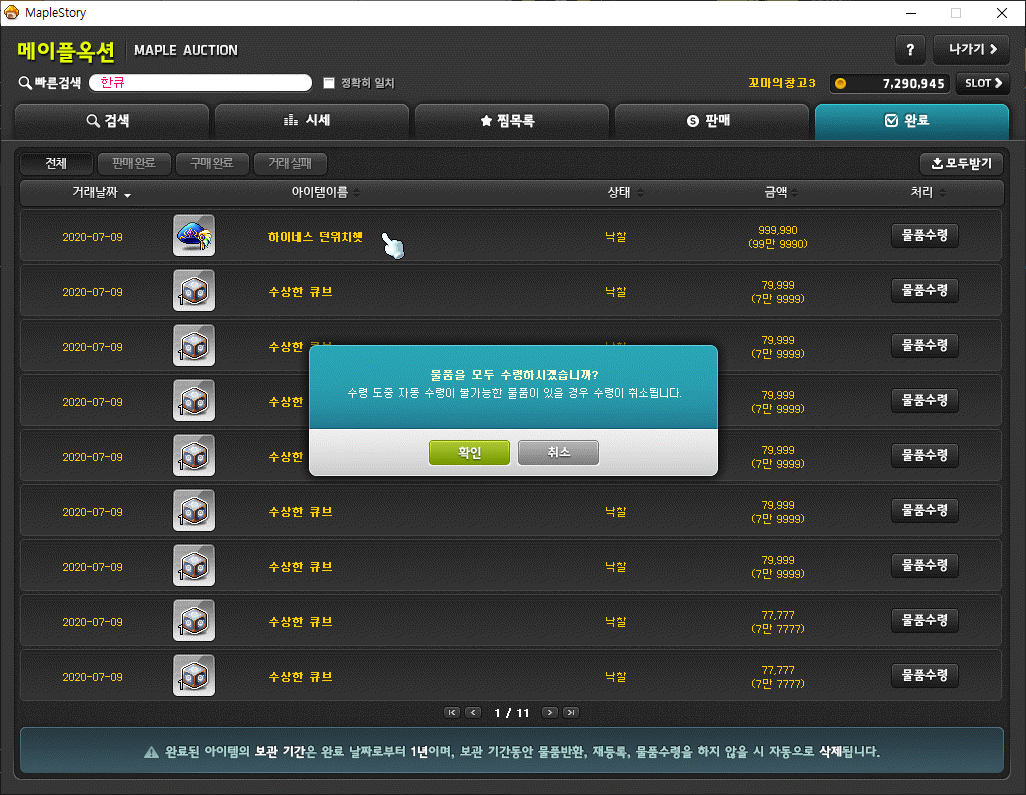 MapleStory
메이플옥션 MAPLE AUCTION ? 나가기
빠른검색 한큐 정확히 일치 꼬마의창고3 7,290,945 SLOT
검색 시세 찜목록 판매 완료
전체 판매완료 구매완료 거래실패 모두받기
거래날짜 아이템이름 상태 금액 처리
2020-07-09 하이네스 던위치햇 낙찰 999,990 (99만 9990) 물품수령
2020-07-09 1 수상한 큐브 낙찰 79,999 (7만 9999) 물품수령
2020-07-09 1 수상한 79,999 (7만 9999) 물품수령
물품을 모두 수령하시겠습니까?
수령 도중 자동 수령이 불가능한 물품이 있을 경우 수령이 취소됩니다.
2020-07-09 1 수상한 79,999 (7만 9999) 물품수령
확인 취소
2020-07-09 1 수상한 79,999 (7만 9999) 물품수령
2020-07-09 1 수상한 큐브 낙찰 79,999 (7만 9999) 물품수령
2020-07-09 1 수상한 큐브 낙찰 79,999 (7만 9999) 물품수령
2020-07-09 1 수상한 큐브 낙찰 77,777 (7만 7777) 물품수령
2020-07-09 1 수상한 큐브 낙찰 77,777 (7만 7777) 물품수령
1 / 11
완료된 아이템의 보관 기간은 완료 날짜로부터 1년이며, 보관 기간동안 물품반환, 재등록, 물품수령을 하지 않을 시 자동으로 삭제됩니다.